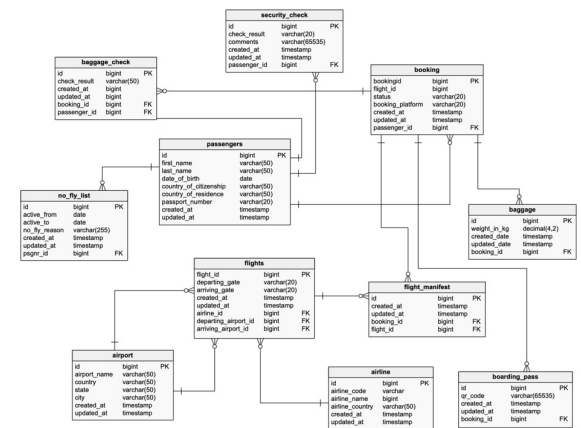 security_check
id bigint PK
check_result varchar(20)
comments varchar(65535)
created_at timestamp
updated_at timestamp
passenger_id bigint FK
baggage_check
id bigint PK
check_result varchar(50)
created_at bigint
updated_at bigint
booking_id bigint FK
passenger_id bigint FK
booking
bookingid bigint PK
flight_id bigint
status varchar(20)
booking_platform varchar(20)
created_at timestamp
updated_at timestamp
passenger_id bigint FK
passengers
id bigint PK
first_name varchar(50)
last_name varchar(50)
date_of_birth date
country_of_citizenship varchar(50)
country_of_residence varchar(50)
passport_number varchar(20)
created_at timestamp
updated_at timestamp
no_fly_list
id bigint PK
active_from date
active_to date
no_fly_reason varchar(255)
created_at timestamp
updated_at timestamp
psgnr_id bigint FK
baggage
id bigint PK
weight_in_kg decimal(4,2)
created_date timestamp
updated_date timestamp
booking_id bigint FK
flights
flight_id bigint PK
departing_gate varchar(20)
arriving_gate varchar(20)
created_at timestamp
updated_at timestamp
airline_id bigint FK
departing_airport_id bigint FK
arriving_airport_id bigint FK
flight_manifest
id bigint PK
created_at timestamp
updated_at timestamp
booking_id bigint FK
flight_id bigint FK
airport
id bigint PK
airport_name varchar(50)
country varchar(50)
state varchar(50)
city varchar(50)
created_at timestamp
updated_at timestamp
airline
id bigint PK
airline_code varchar
airline_name bigint
airline_country varchar(50)
created_at timestamp
updated_at timestamp
boarding_pass
id bigint PK
qr_code varchar(65535)
created_at timestamp
updated_at timestamp
booking_id bigint FK